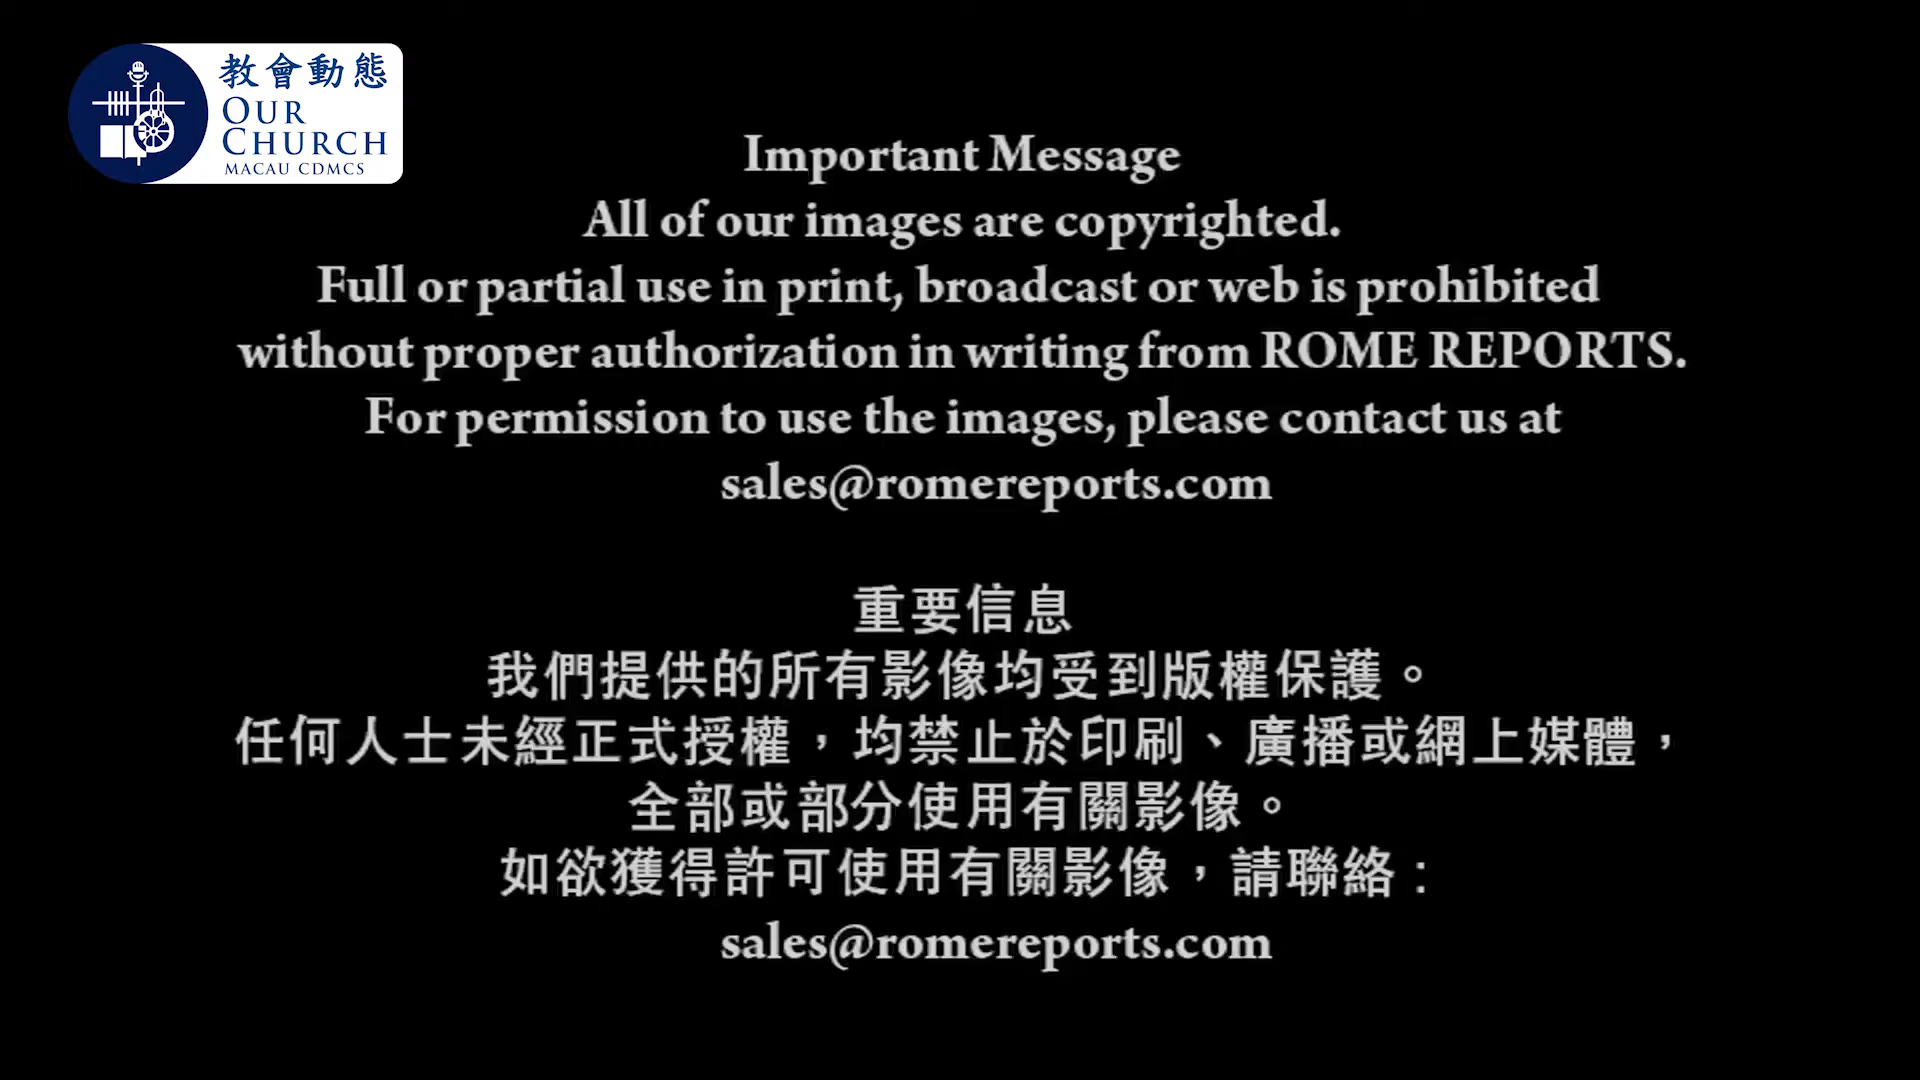 教會動態
OUR
CHURCH
MACAU CDMCS
Important Message
All of our images are copyrighted.
Full or partial use in print, broadcast or web is prohibited
without proper authorization in writing from ROME REPORTS.
For permission to use the images, please contact us at
sales@romereports.com
重要信息
我們提供的所有影像均受到版權保護。
任何人士未經正式授權，均禁止於印刷、廣播或網上媒體，
全部或部分使用有關影像。
如欲獲得許可使用有關影像，請聯絡：
sales@romereports.com